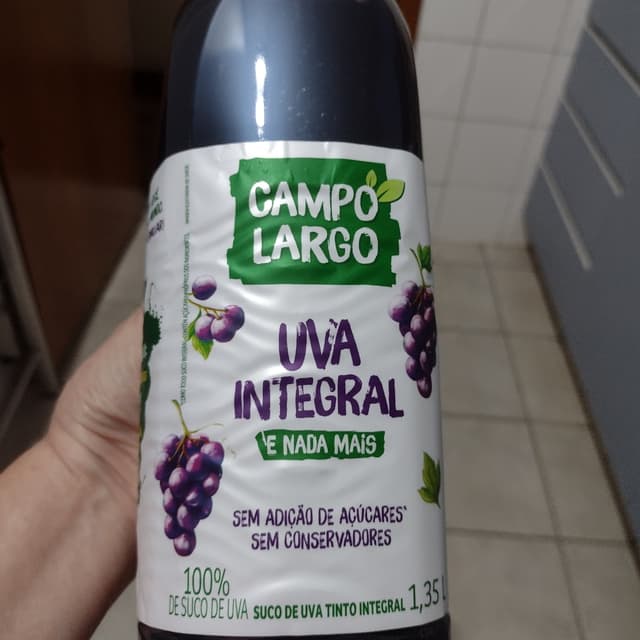 CAMPO
LARGO
UVA
INTEGRAL
E NADA MAIS
SEM ADIÇÃO DE AÇÚCARES*
SEM CONSERVADORES
100%
DE SUCO DE UVA
SUCO DE UVA TINTO INTEGRAL
1,35 L